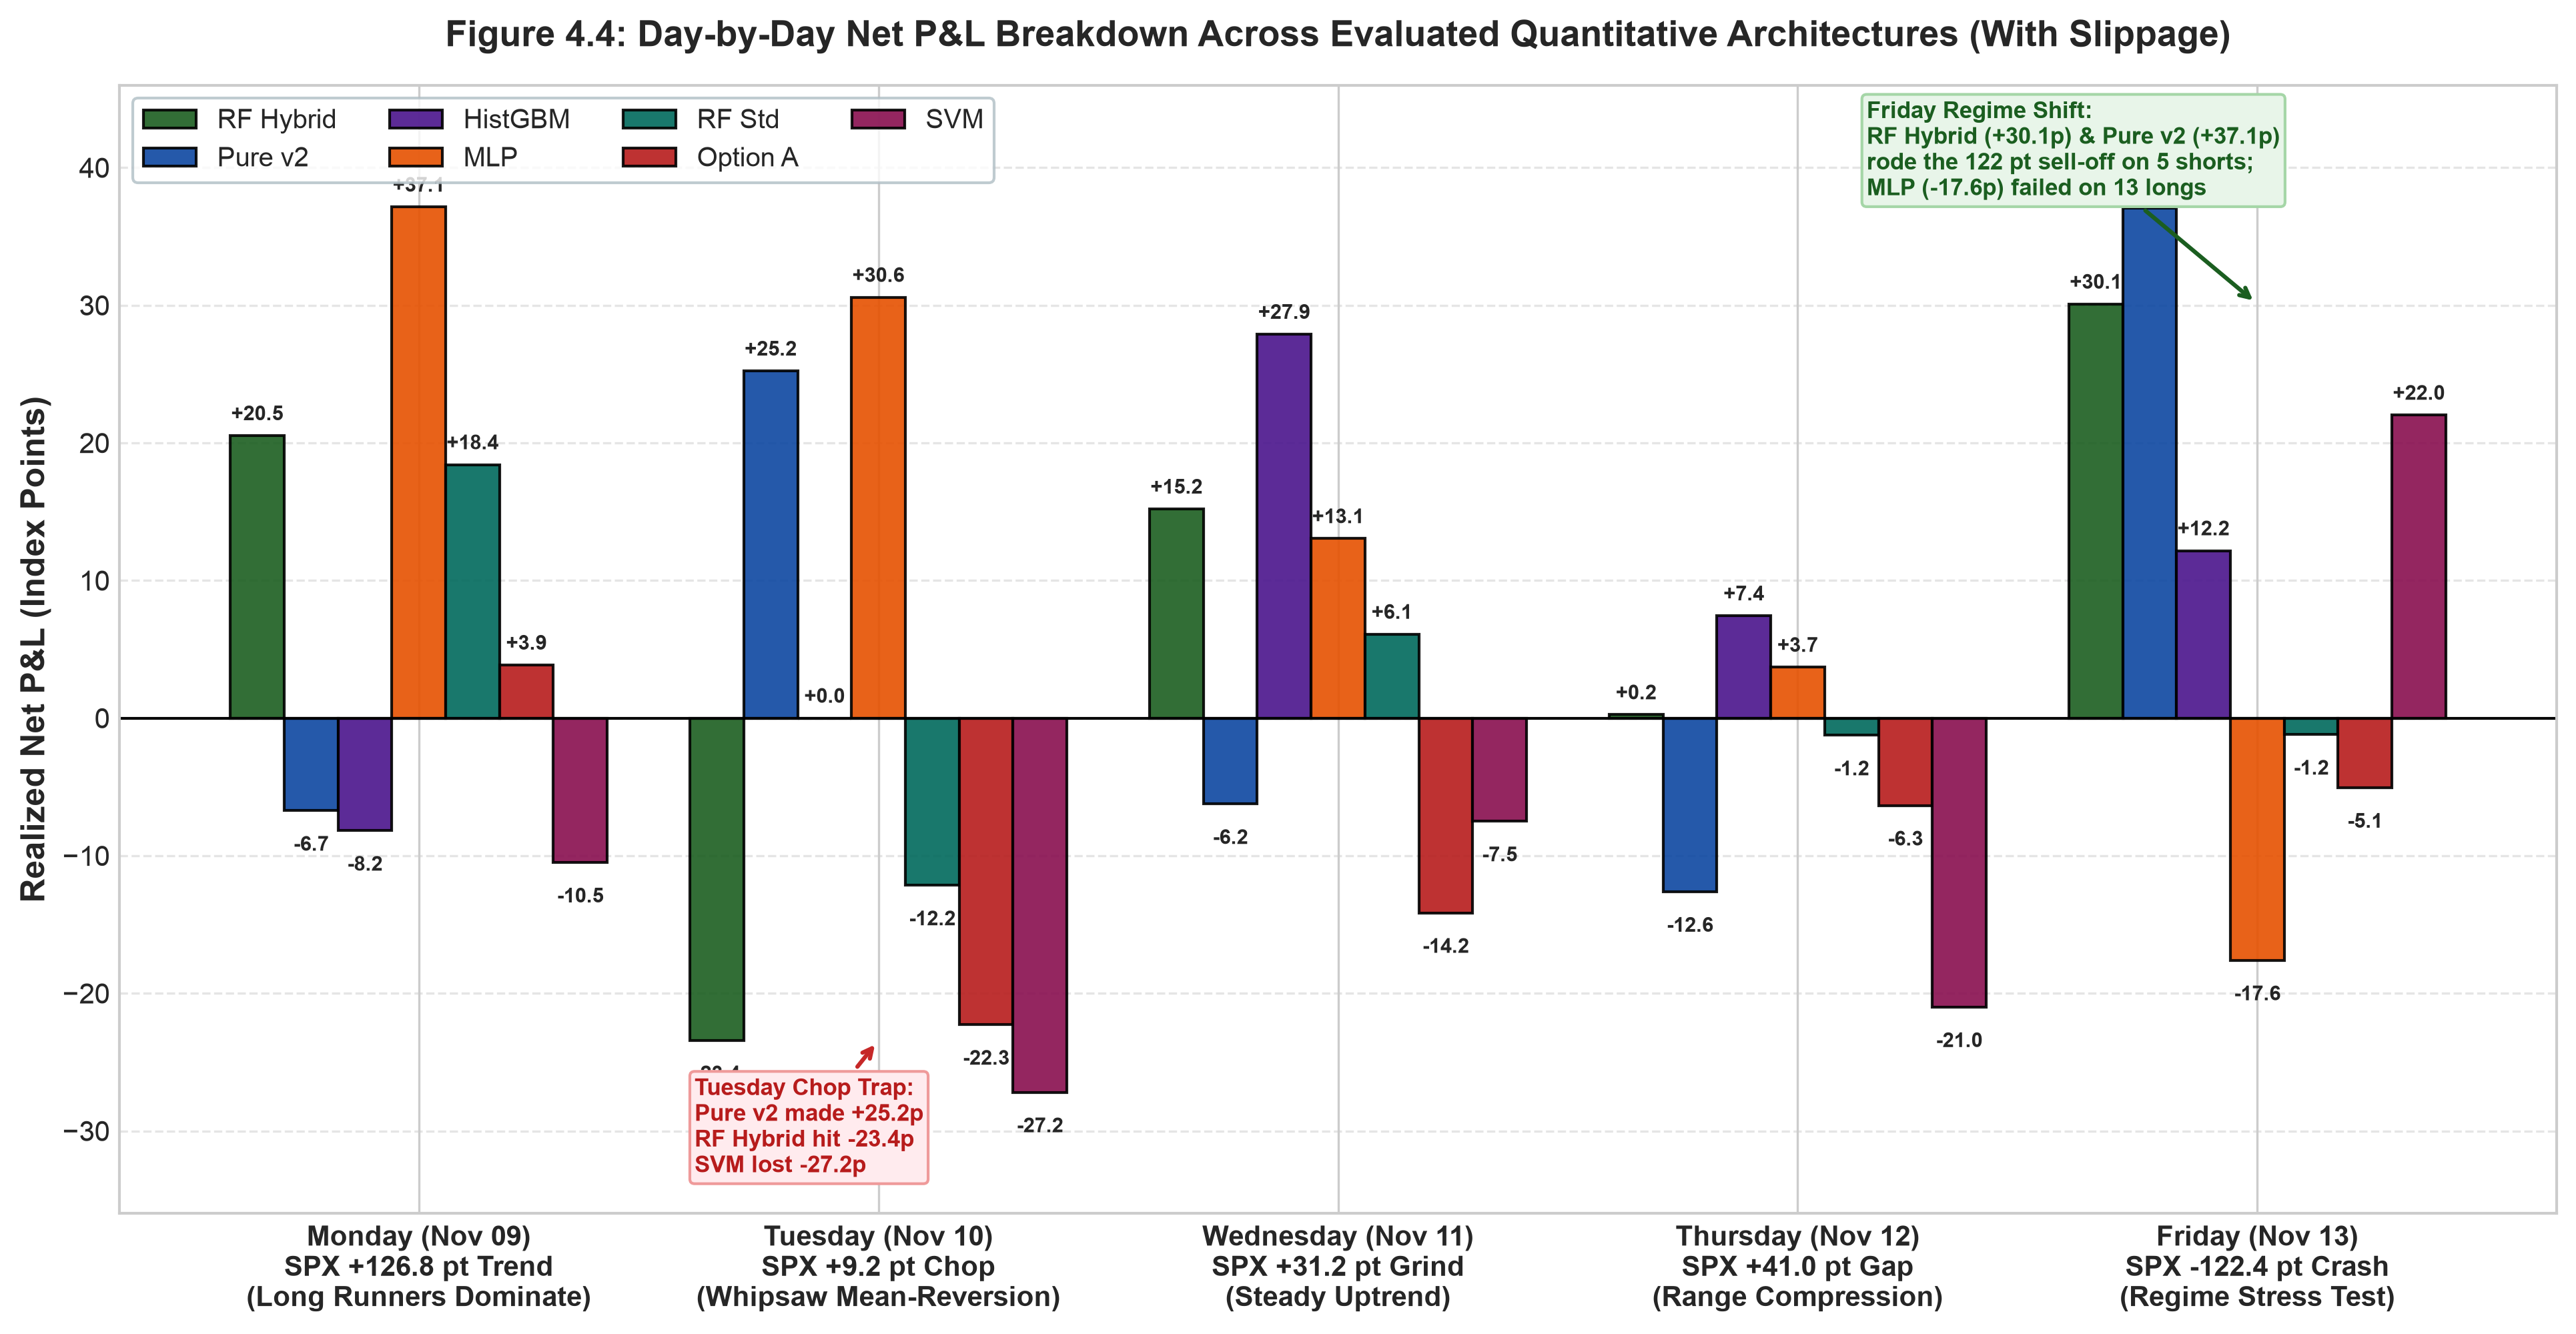 Figure 4.4: Day-by-Day Net P&L Breakdown Across Evaluated Quantitative Architectures (With Slippage)
RF Hybrid
HistGBM
RF Std
SVM
Pure v2
MLP
Option A
Friday Regime Shift:
RF Hybrid (+30.1p) & Pure v2 (+37.1p)
rode the 122 pt sell-off on 5 shorts;
MLP (-17.6p) failed on 13 longs
Realized Net P&L (Index Points)
40
30
20
10
0
−10
−20
−30
+20.5
-6.7
-8.2
+37.1
+18.4
+3.9
-10.5
+25.2
+0.0
+30.6
-12.2
-22.3
-27.2
Tuesday Chop Trap:
Pure v2 made +25.2p
RF Hybrid hit -23.4p
SVM lost -27.2p
+15.2
-6.2
+27.9
+13.1
+6.1
-14.2
-7.5
+0.2
-12.6
+7.4
+3.7
-1.2
-6.3
-21.0
+30.1
+12.2
-17.6
-1.2
-5.1
+22.0
Monday (Nov 09)
SPX +126.8 pt Trend
(Long Runners Dominate)
Tuesday (Nov 10)
SPX +9.2 pt Chop
(Whipsaw Mean-Reversion)
Wednesday (Nov 11)
SPX +31.2 pt Grind
(Steady Uptrend)
Thursday (Nov 12)
SPX +41.0 pt Gap
(Range Compression)
Friday (Nov 13)
SPX -122.4 pt Crash
(Regime Stress Test)